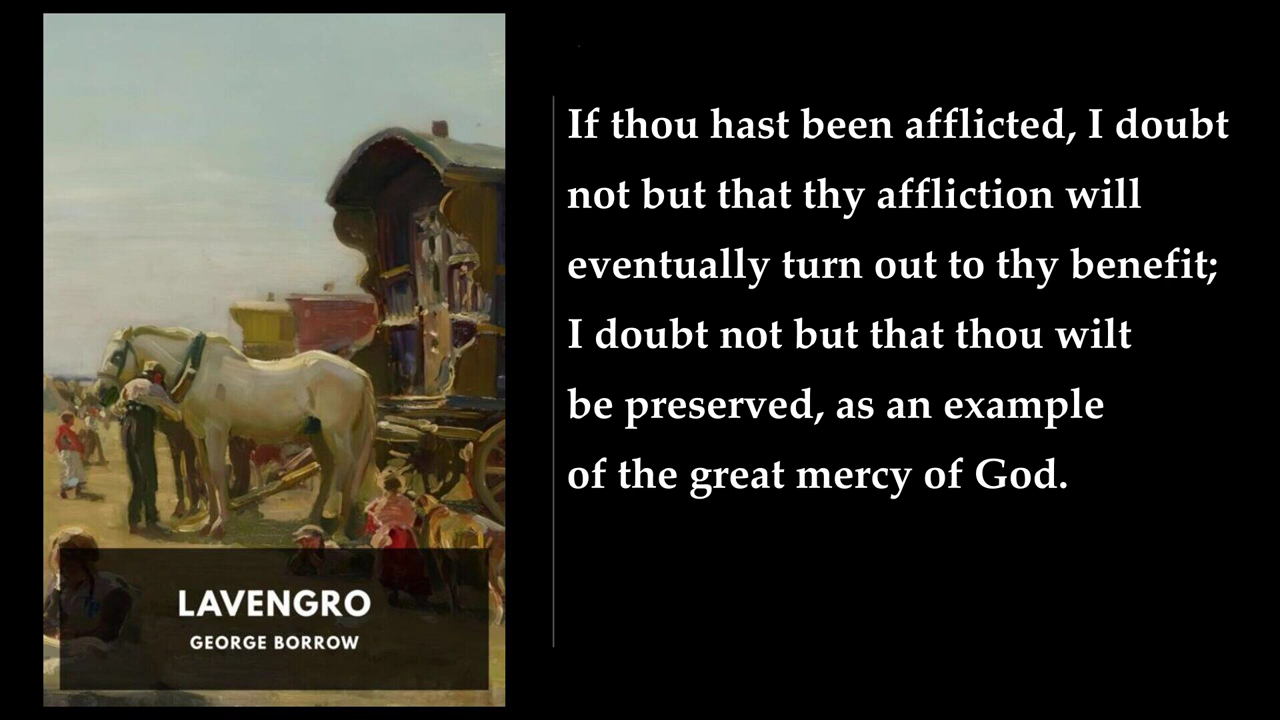 LAVENGRO
GEORGE BORROW
If thou hast been afflicted, I doubt
not but that thy affliction will
eventually turn out to thy benefit;
I doubt not but that thou wilt
be preserved, as an example
of the great mercy of God.